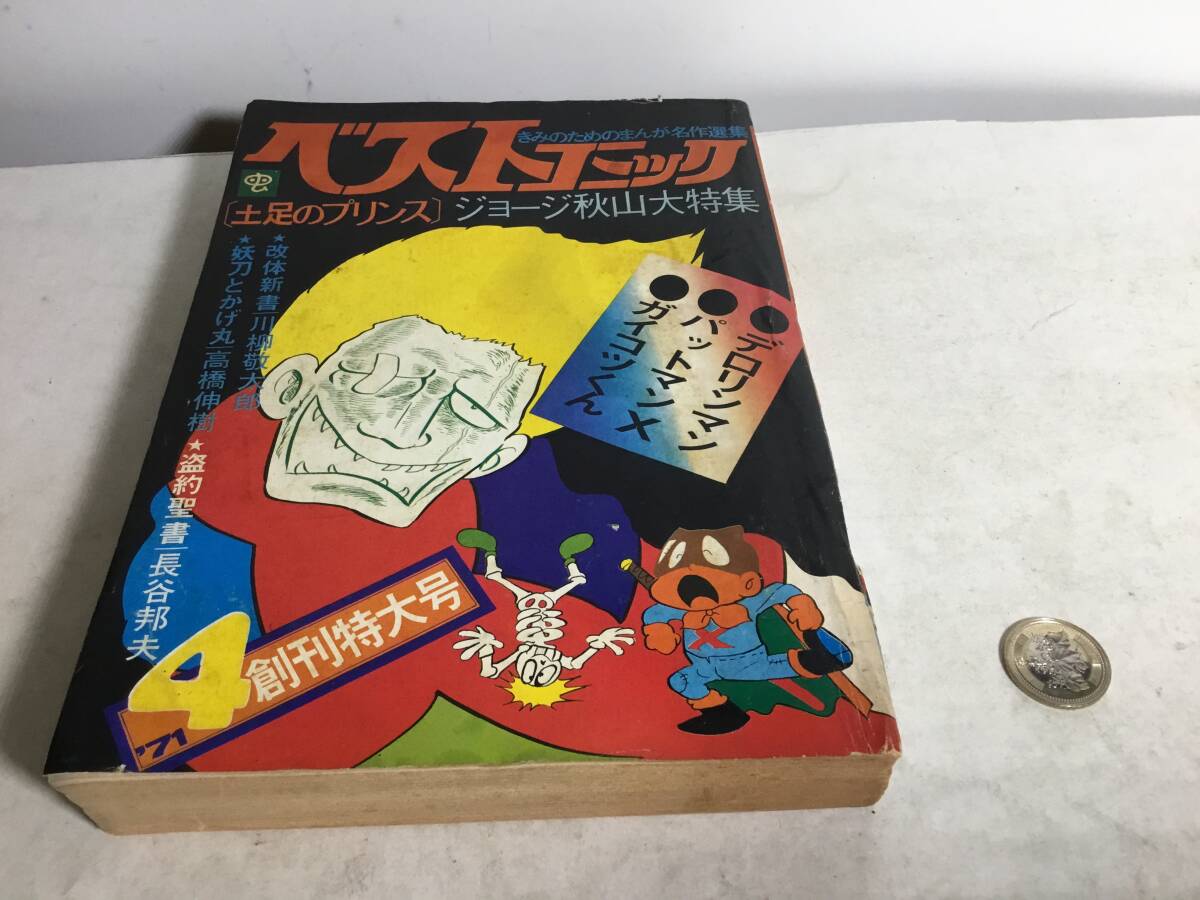 きみのためのまんが名作選集
ベストコミック
虫
〔土足のプリンス〕ジョージ秋山大特集
●デロリンマン
●パットマンX
●ガイコツくん
★改体新書|川柳敬太郎
★妖刀とかげ丸|高橋伸樹
★盗約聖書|長谷邦夫
4
創刊特大号
'71
X